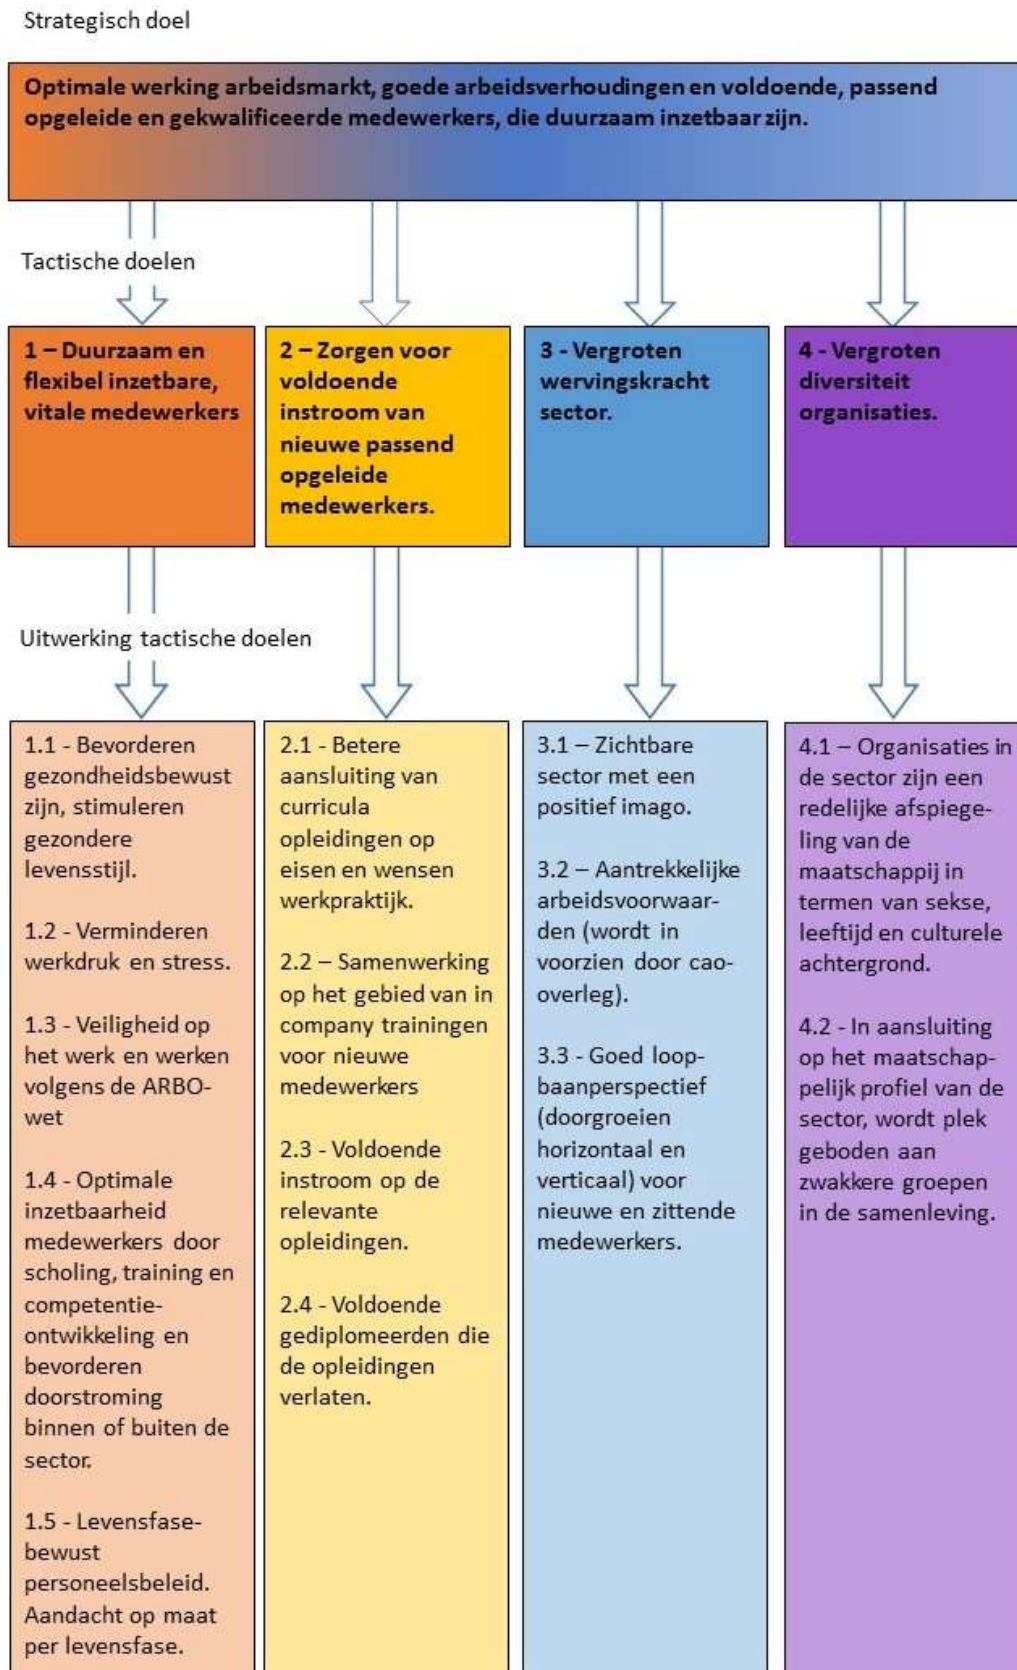 Strategisch doel
Optimale werking arbeidsmarkt, goede arbeidsverhoudingen en voldoende, passend
opgeleide en gekwalificeerde medewerkers, die duurzaam inzetbaar zijn.
Tactische doelen
1 – Duurzaam en
flexibel inzetbare,
vitale medewerkers
2 – Zorgen voor
voldoende
instroom van
nieuwe passend
opgeleide
medewerkers.
3 - Vergroten
wervingskracht
sector.
4 - Vergroten
diversiteit
organisaties.
Uitwerking tactische doelen
1.1 - Bevorderen
gezondheidsbewust
zijn, stimuleren
gezondere
levensstijl.
1.2 - Verminderen
werkdruk en stress.
1.3 - Veiligheid op
het werk en werken
volgens de ARBO-
wet
1.4 - Optimale
inzetbaarheid
medewerkers door
scholing, training en
competentie-
ontwikkeling en
bevorderen
doorstroming
binnen of buiten de
sector.
1.5 - Levensfase-
bewust
personeelsbeleid.
Aandacht op maat
per levensfase.
2.1 - Betere
aansluiting van
curricula
opleidingen op
eisen en wensen
werkpraktijk.
2.2 – Samenwerking
op het gebied van in
company trainingen
voor nieuwe
medewerkers
2.3 - Voldoende
instroom op de
relevante
opleidingen.
2.4 - Voldoende
gediplomeerden die
de opleidingen
verlaten.
3.1 – Zichtbare
sector met een
positief imago.
3.2 – Aantrekkelijke
arbeidsvoorwaar-
den (wordt in
voorzien door cao-
overleg).
3.3 - Goed loop-
baanperspectief
(doorgroeien
horizontaal en
verticaal) voor
nieuwe en zittende
medewerkers.
4.1 – Organisaties in
de sector zijn een
redelijke afspiege-
ling van de
maatschappij in
termen van sekse,
leeftijd en culturele
achtergrond.
4.2 - In aansluiting
op het maatschap-
pelijk profiel van de
sector, wordt plek
geboden aan
zwakkere groepen
in de samenleving.